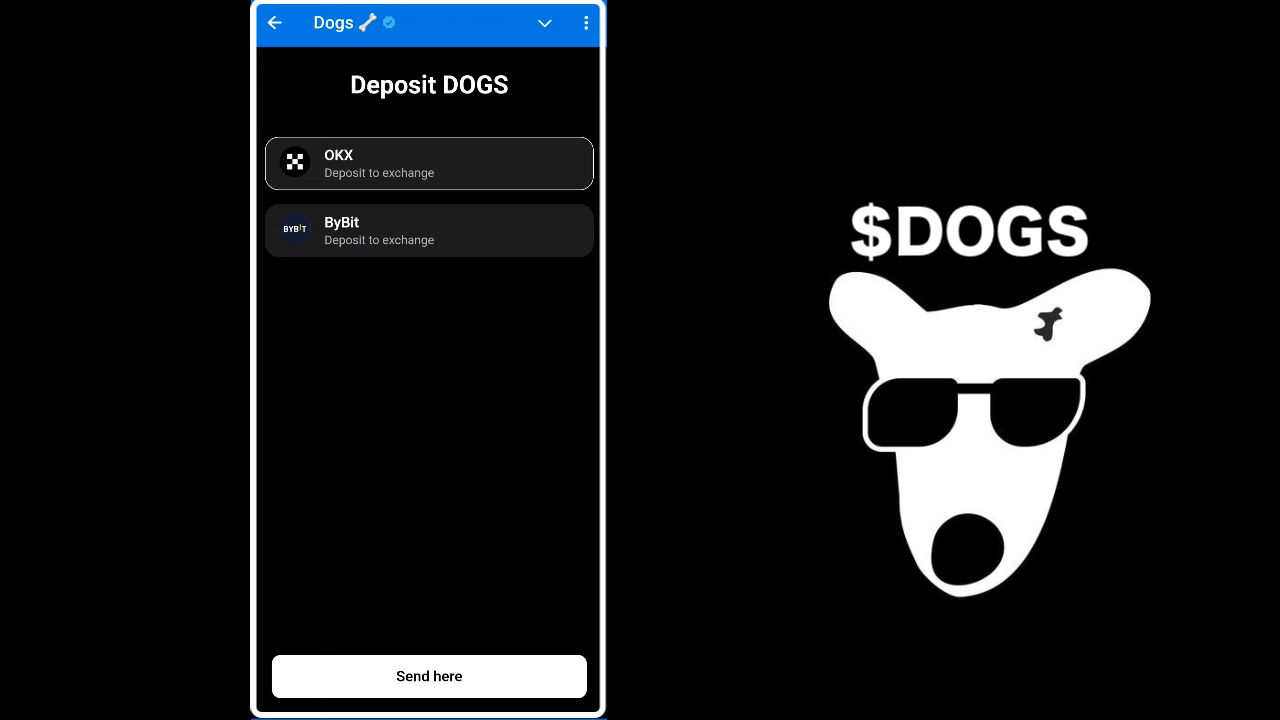 Dogs 🦴
Deposit DOGS
OKX
Deposit to exchange
BYBIT
ByBit
Deposit to exchange
Send here
$DOGS